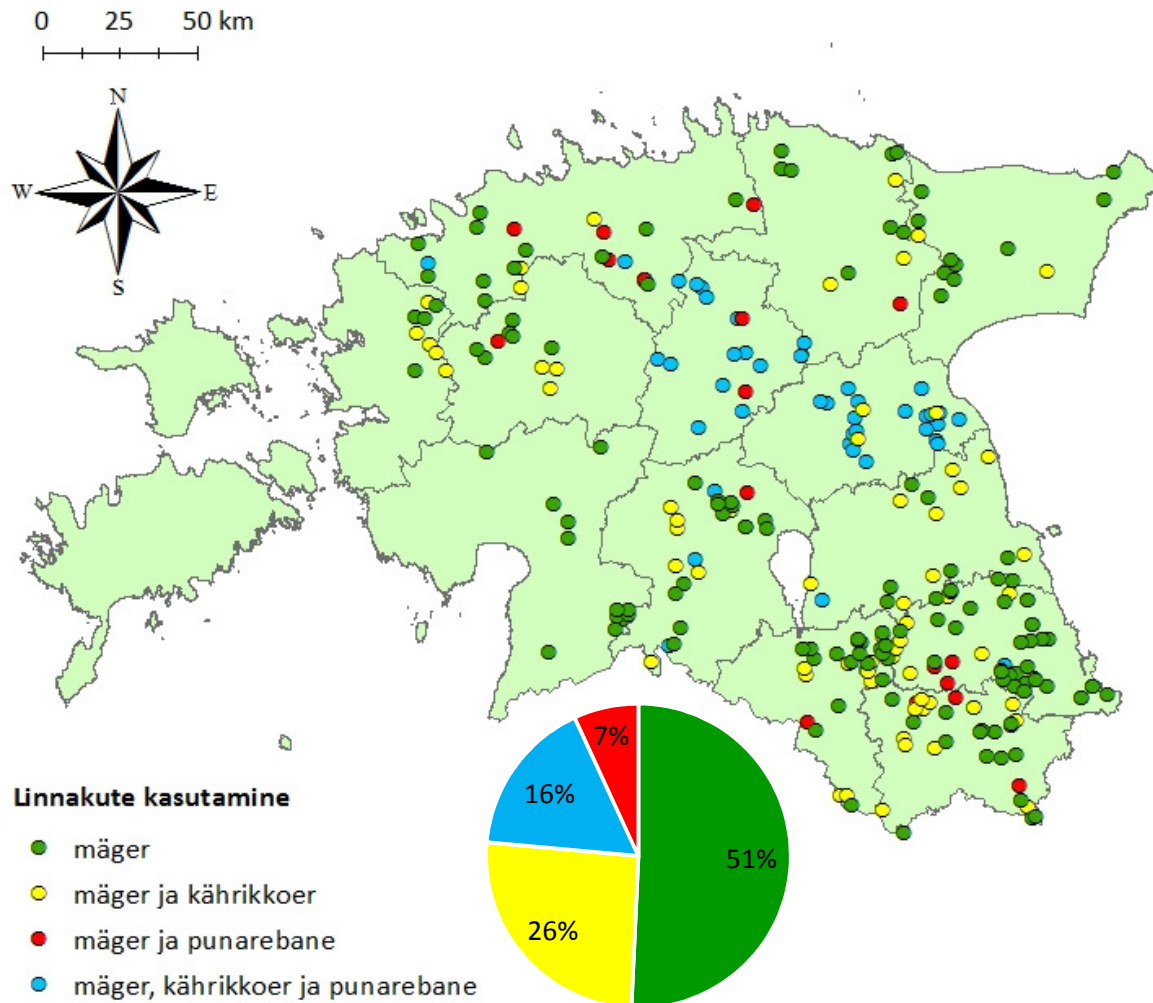 0 25 50 km
N
W E
S
7%
16%
51%
26%
Linnakute kasutamine
mäger
mäger ja kährikkoer
mäger ja punarebane
mäger, kährikkoer ja punarebane